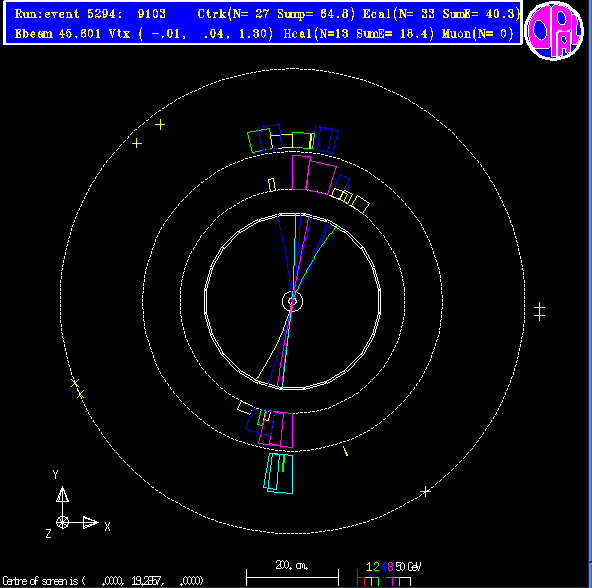 Run:event 5294: 9103 Ctrk(N= 27 Sump= 64.8) Ecal(N= 33 SumE= 40.3)
Ebeam 45.601 Vtx ( -.01, .04, 1.30) Hcal(N=13 SumE= 18.4) Muon(N= 0)
OPAL
Y
X
Z
200. cm.
1 2 4 8 50 GeV
Centre of screen is ( .0000, 19.2857, .0000)